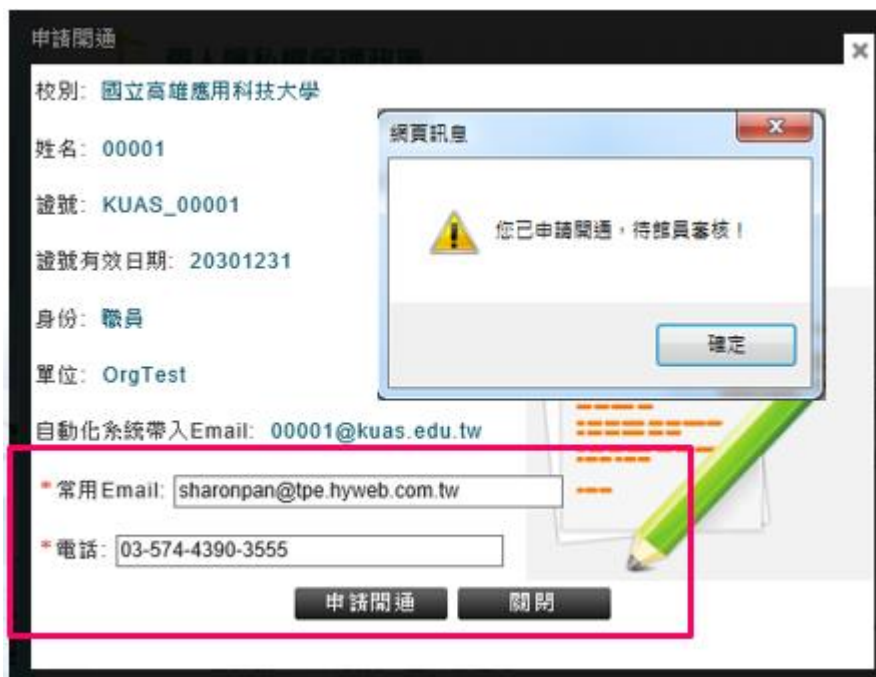 申請開通
校別: 國立高雄應用科技大學
姓名: 00001
證號: KUAS_00001
證號有效日期: 20301231
身份: 職員
單位: OrgTest
自動化系統帶入Email: 00001@kuas.edu.tw
*常用Email: sharonpan@tpe.hyweb.com.tw
*電話: 03-574-4390-3555
申請開通 關閉
網頁訊息
您已申請開通，待館員審核！
確定